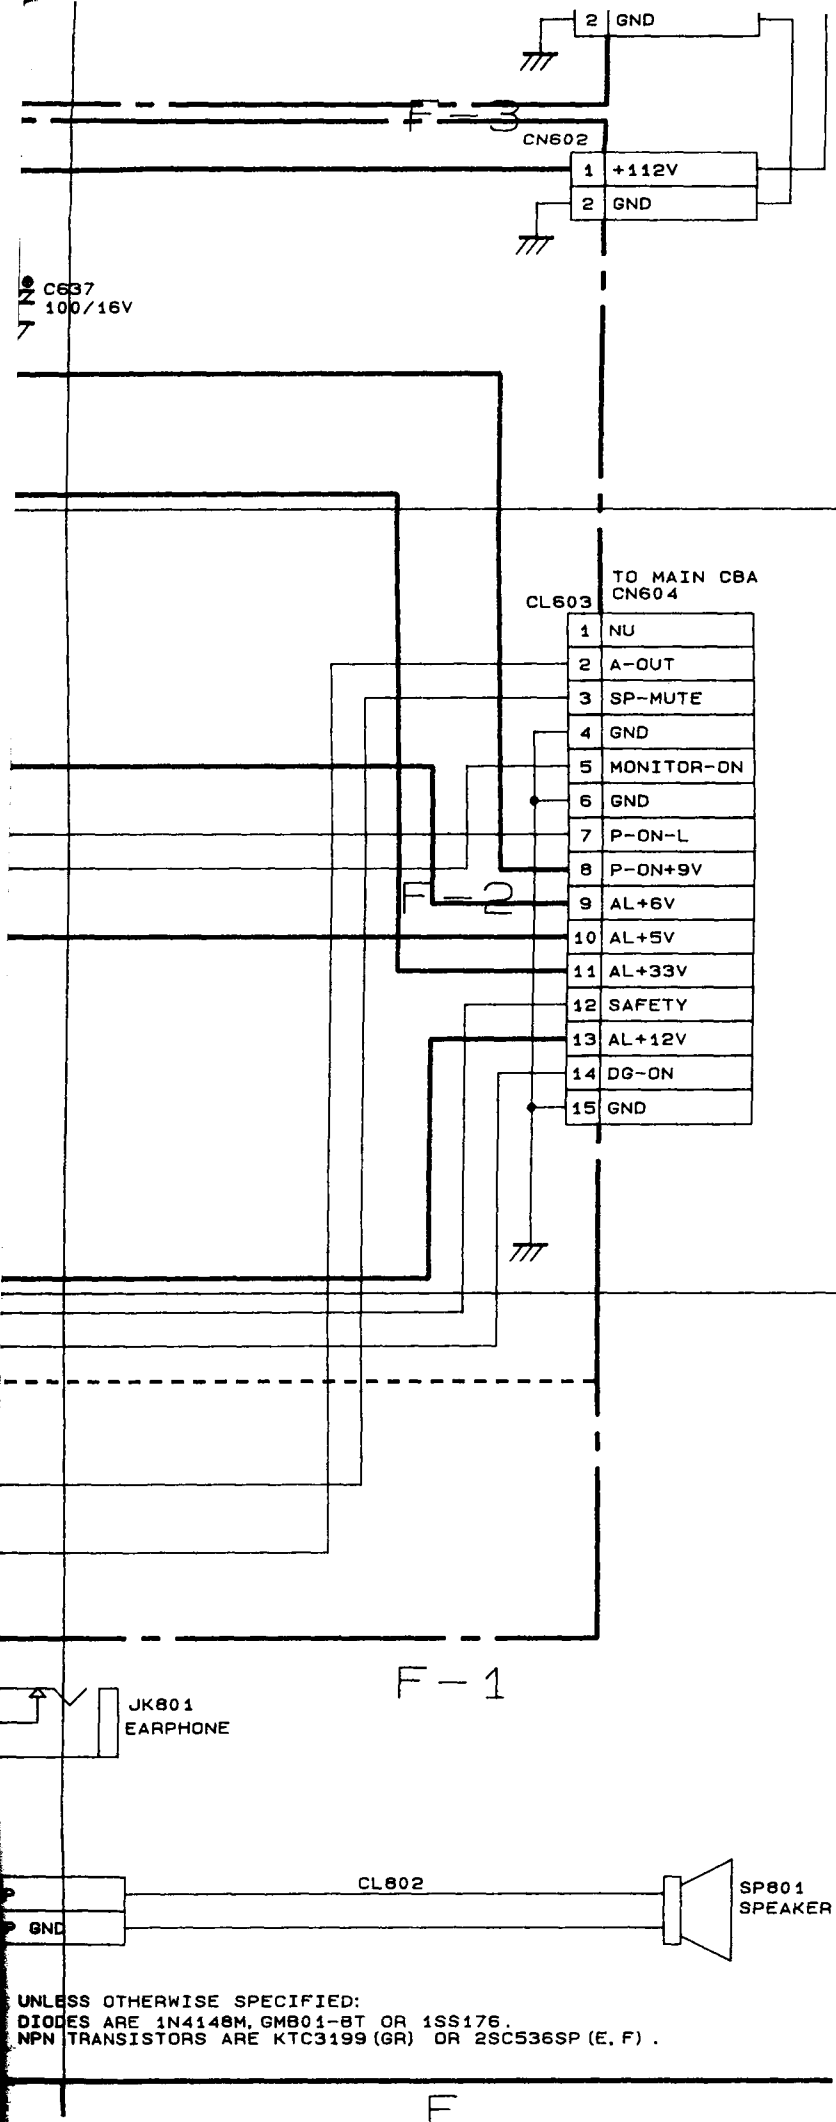 2 GND
F-3
CN602
1 +112V
2 GND
C637
100/16V
TO MAIN CBA
CN604
CL603
1 NU
2 A-OUT
3 SP-MUTE
4 GND
5 MONITOR-ON
6 GND
7 P-ON-L
8 P-ON+9V
F-2
9 AL+6V
10 AL+5V
11 AL+33V
12 SAFETY
13 AL+12V
14 DG-ON
15 GND
F-1
JK801
EARPHONE
CL802
SP801
SPEAKER
GND
UNLESS OTHERWISE SPECIFIED:
DIODES ARE 1N4148M, GMB01-BT OR 1SS176.
NPN TRANSISTORS ARE KTC3199(GR) OR 2SC536SP(E,F).
F